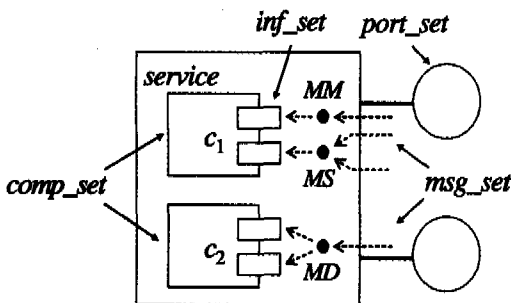 inf_set
port_set
service
MM
c1
comp_set
MS
msg_set
c2
MD